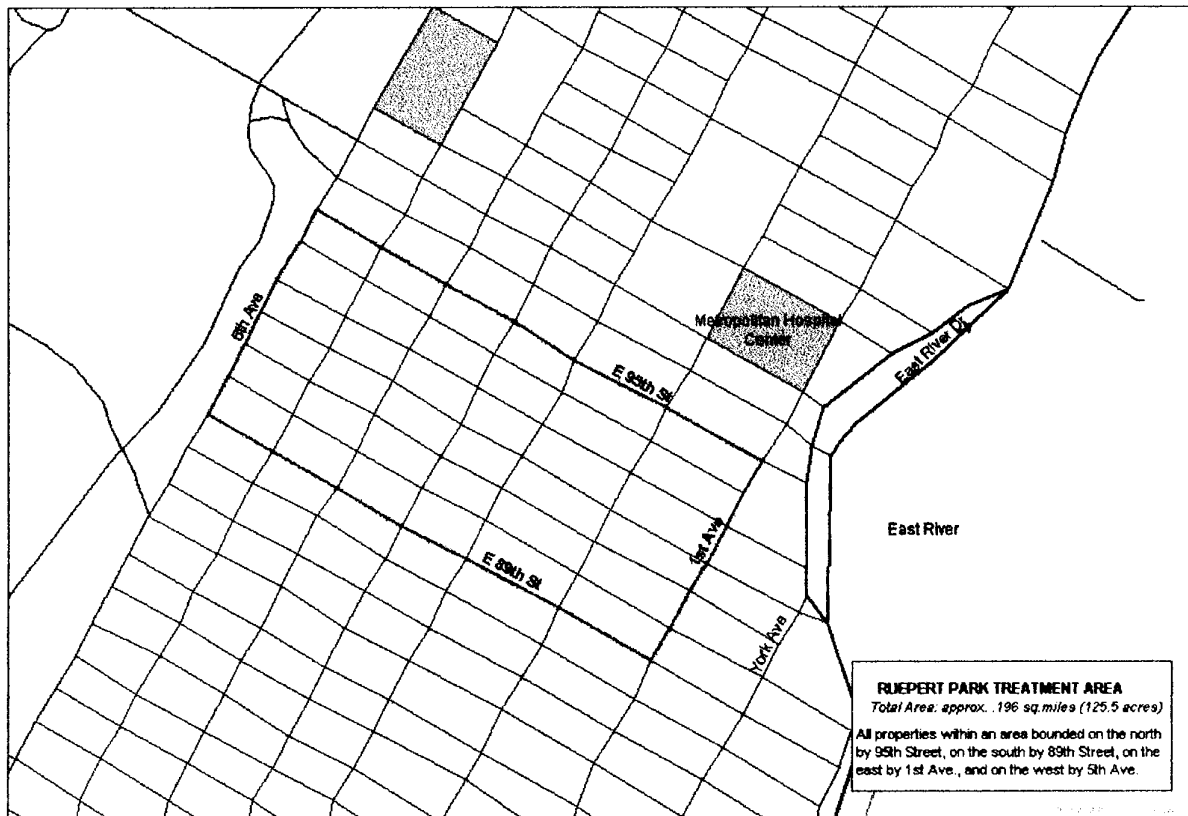 Metropolitan Hospital
Center
5th Ave
E 95th St
East River Dr
1st Ave
East River
E 89th St
York Ave
RUEPERT PARK TREATMENT AREA
Total Area: approx. .196 sq.miles (125.5 acres)
All properties within an area bounded on the north
by 95th Street, on the south by 89th Street, on the
east by 1st Ave., and on the west by 5th Ave.